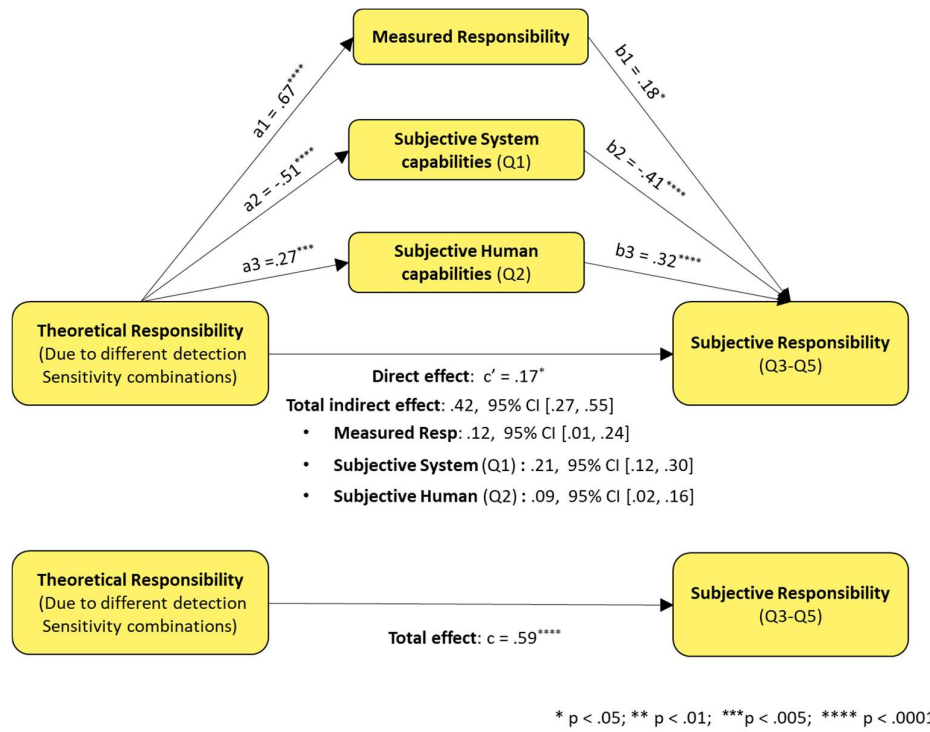 Measured Responsibility
a1 = .67****
b1 = .18*
Subjective System
capabilities (Q1)
a2 = -.51****
b2 = -.41****
Subjective Human
capabilities (Q2)
a3 =.27***
b3 = .32****
Theoretical Responsibility
(Due to different detection
Sensitivity combinations)
Subjective Responsibility
(Q3-Q5)
Direct effect: c’ = .17*
Total indirect effect: .42, 95% CI [.27, .55]
• Measured Resp: .12, 95% CI [.01, .24]
• Subjective System (Q1) : .21, 95% CI [.12, .30]
• Subjective Human (Q2) : .09, 95% CI [.02, .16]
Theoretical Responsibility
(Due to different detection
Sensitivity combinations)
Subjective Responsibility
(Q3-Q5)
Total effect: c = .59****
* p < .05; ** p < .01; ***p < .005; **** p < .0001